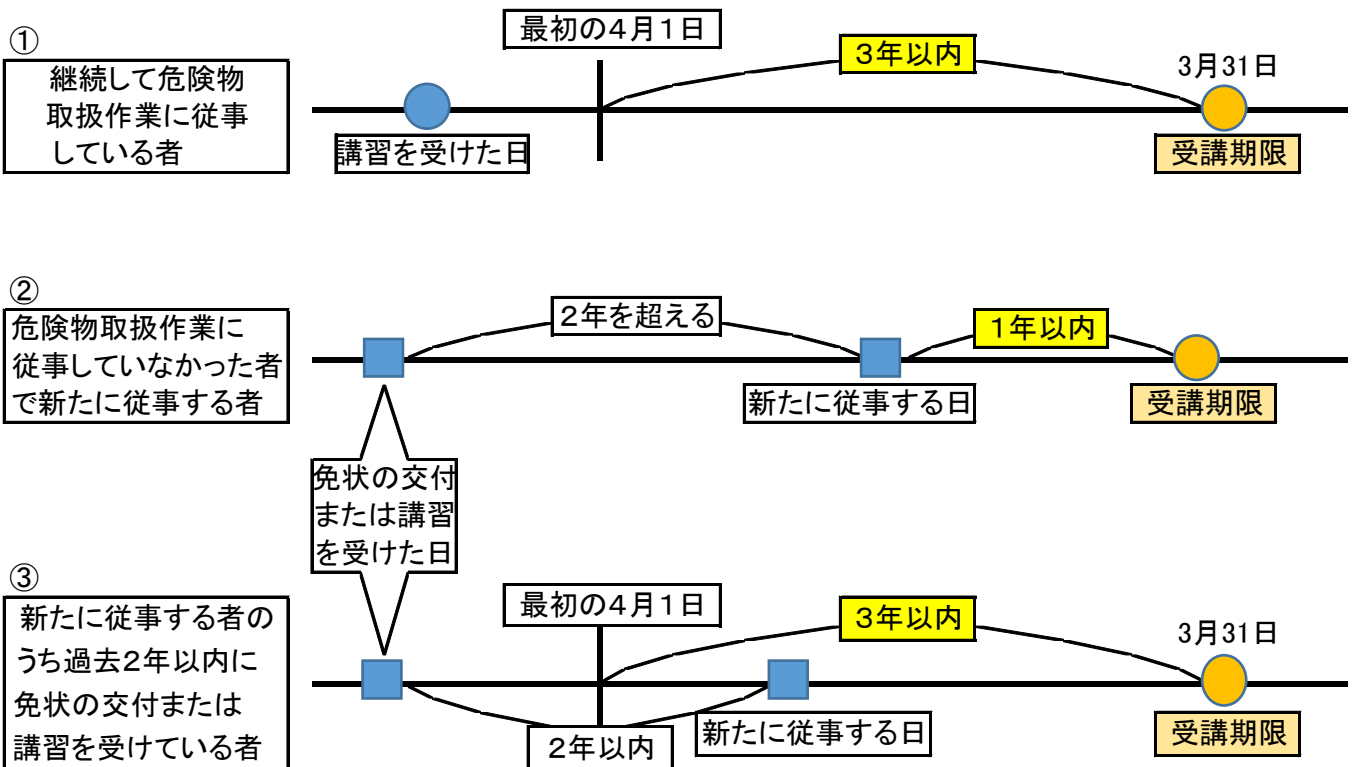 ①
継続して危険物
取扱作業に従事
している者
最初の４月１日
３年以内
3月31日
講習を受けた日
受講期限
②
危険物取扱作業に
従事していなかった者
で新たに従事する者
２年を超える
１年以内
新たに従事する日
受講期限
免状の交付
または講習
を受けた日
③
新たに従事する者の
うち過去２年以内に
免状の交付または
講習を受けている者
最初の４月１日
３年以内
3月31日
２年以内
新たに従事する日
受講期限